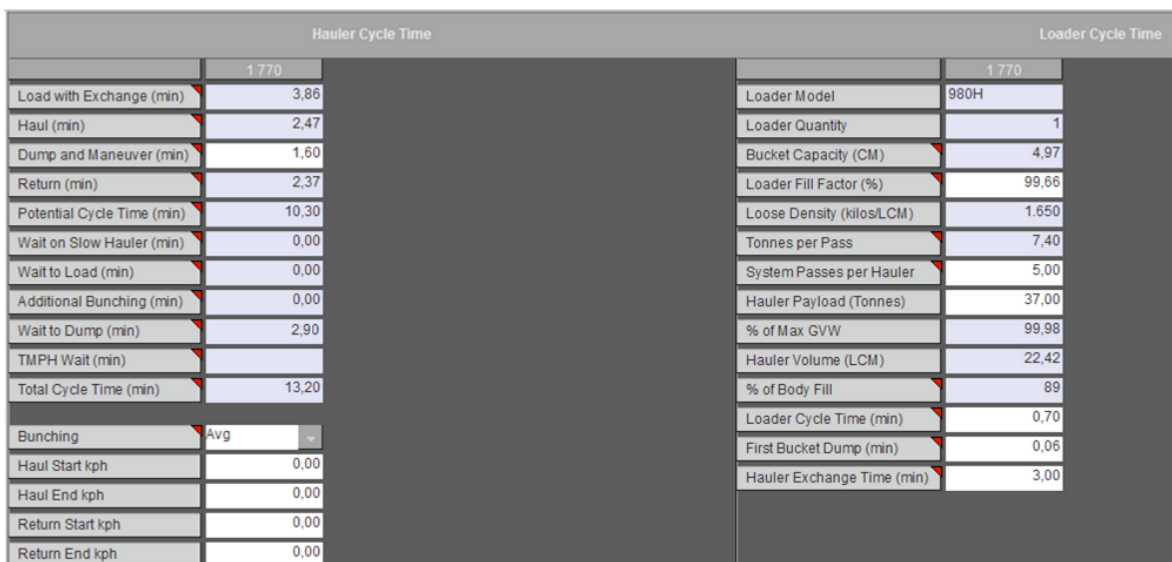 Hauler Cycle Time
1 770
Load with Exchange (min) 3,86
Haul (min) 2,47
Dump and Maneuver (min) 1,60
Return (min) 2,37
Potential Cycle Time (min) 10,30
Wait on Slow Hauler (min) 0,00
Wait to Load (min) 0,00
Additional Bunching (min) 0,00
Wait to Dump (min) 2,90
TMPH Wait (min)
Total Cycle Time (min) 13,20
Bunching Avg
Haul Start kph 0,00
Haul End kph 0,00
Return Start kph 0,00
Return End kph 0,00
Loader Cycle Time
1 770
Loader Model 980H
Loader Quantity 1
Bucket Capacity (CM) 4,97
Loader Fill Factor (%) 99,66
Loose Density (kilos/LCM) 1.650
Tonnes per Pass 7,40
System Passes per Hauler 5,00
Hauler Payload (Tonnes) 37,00
% of Max GVW 99,98
Hauler Volume (LCM) 22,42
% of Body Fill 89
Loader Cycle Time (min) 0,70
First Bucket Dump (min) 0,06
Hauler Exchange Time (min) 3,00